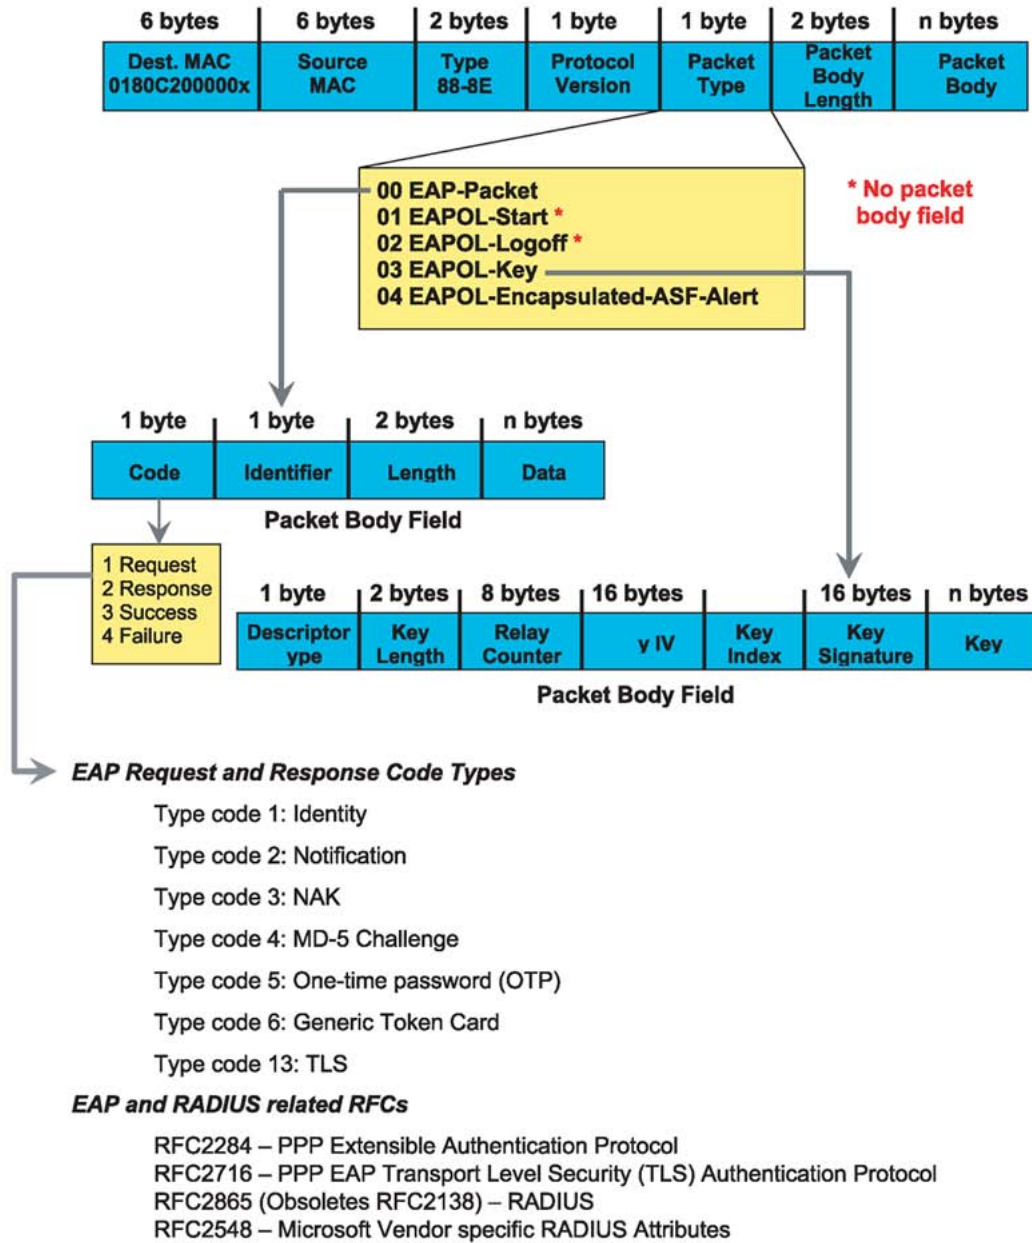 6 bytes 6 bytes 2 bytes 1 byte 1 byte 2 bytes n bytes
Dest. MAC 0180C200000x
Source MAC
Type 88-8E
Protocol Version
Packet Type
Packet Body Length
Packet Body
00 EAP-Packet
01 EAPOL-Start *
02 EAPOL-Logoff *
03 EAPOL-Key
04 EAPOL-Encapsulated-ASF-Alert
* No packet
body field
1 byte 1 byte 2 bytes n bytes
Code Identifier Length Data
Packet Body Field
1 Request
2 Response
3 Success
4 Failure
1 byte 2 bytes 8 bytes 16 bytes 16 bytes n bytes
Descriptor ype
Key Length
Relay Counter
y IV
Key Index
Key Signature
Key
Packet Body Field
EAP Request and Response Code Types
Type code 1: Identity
Type code 2: Notification
Type code 3: NAK
Type code 4: MD-5 Challenge
Type code 5: One-time password (OTP)
Type code 6: Generic Token Card
Type code 13: TLS
EAP and RADIUS related RFCs
RFC2284 – PPP Extensible Authentication Protocol
RFC2716 – PPP EAP Transport Level Security (TLS) Authentication Protocol
RFC2865 (Obsoletes RFC2138) – RADIUS
RFC2548 – Microsoft Vendor specific RADIUS Attributes